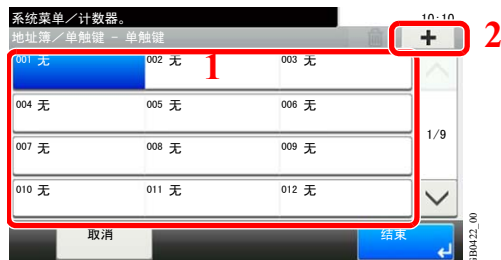 系统菜单／计数器。
10:10
地址簿／单触键 - 单触键
+
2
001 无
002 无
1
003 无
004 无
005 无
006 无
007 无
008 无
009 无
1/9
010 无
011 无
012 无
取消
结束
GB0422_00